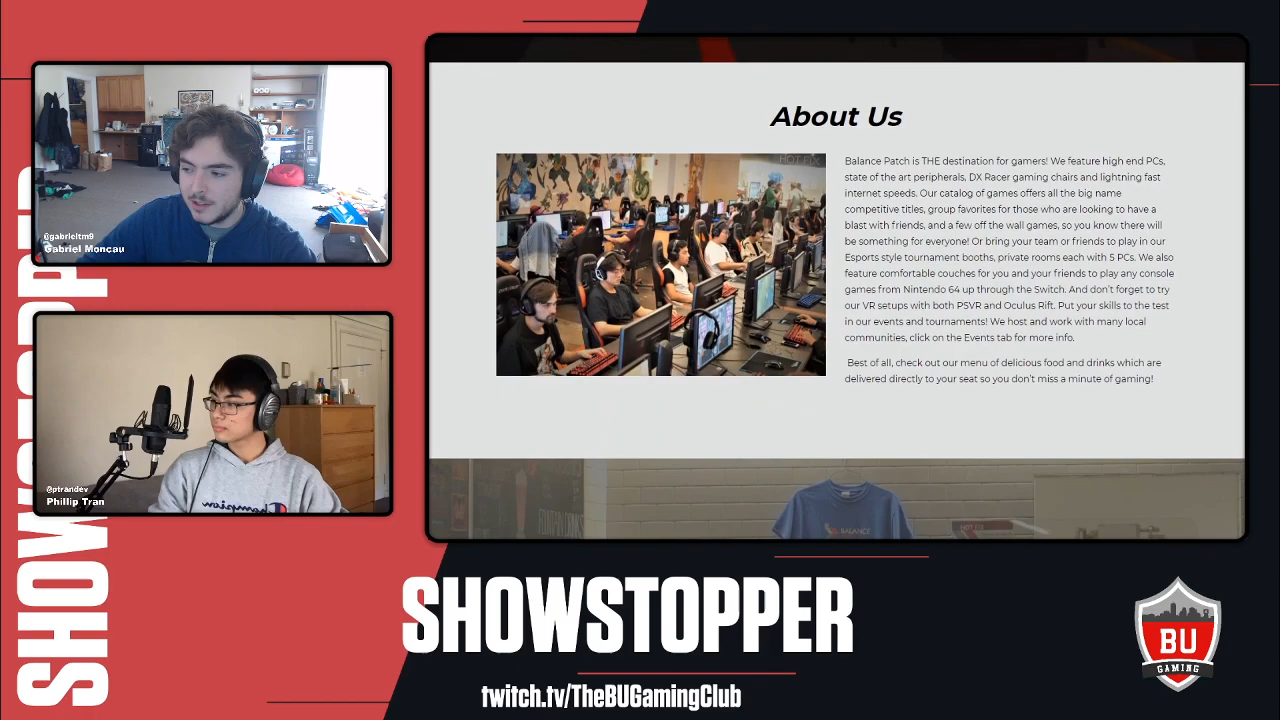 SHOWSTOPPER
@gabrieltm9
Gabriel Moncau
@ptrandev
Phillip Tran
Champion
About Us
HOT FIX
Balance Patch is THE destination for gamers! We feature high end PCs,
state of the art peripherals, DX Racer gaming chairs and lightning fast
internet speeds. Our catalog of games offers all the big name
competitive titles, group favorites for those who are looking to have a
blast with friends, and a few off the wall games, so you know there will
be something for everyone! Or bring your team or friends to play in our
Esports style tournament booths, private rooms each with 5 PCs. We also
feature comfortable couches for you and your friends to play any console
games from Nintendo 64 up through the Switch. And don't forget to try
our VR setups with both PSVR and Oculus Rift. Put your skills to the test
in our events and tournaments! We host and work with many local
communities, click on the Events tab for more info.
Best of all, check out our menu of delicious food and drinks which are
delivered directly to your seat so you don't miss a minute of gaming!
FOUNTAIN DRINKS
BALANCE
HOT FIX
SHOWSTOPPER
twitch.tv/TheBUGamingClub
BU
GAMING